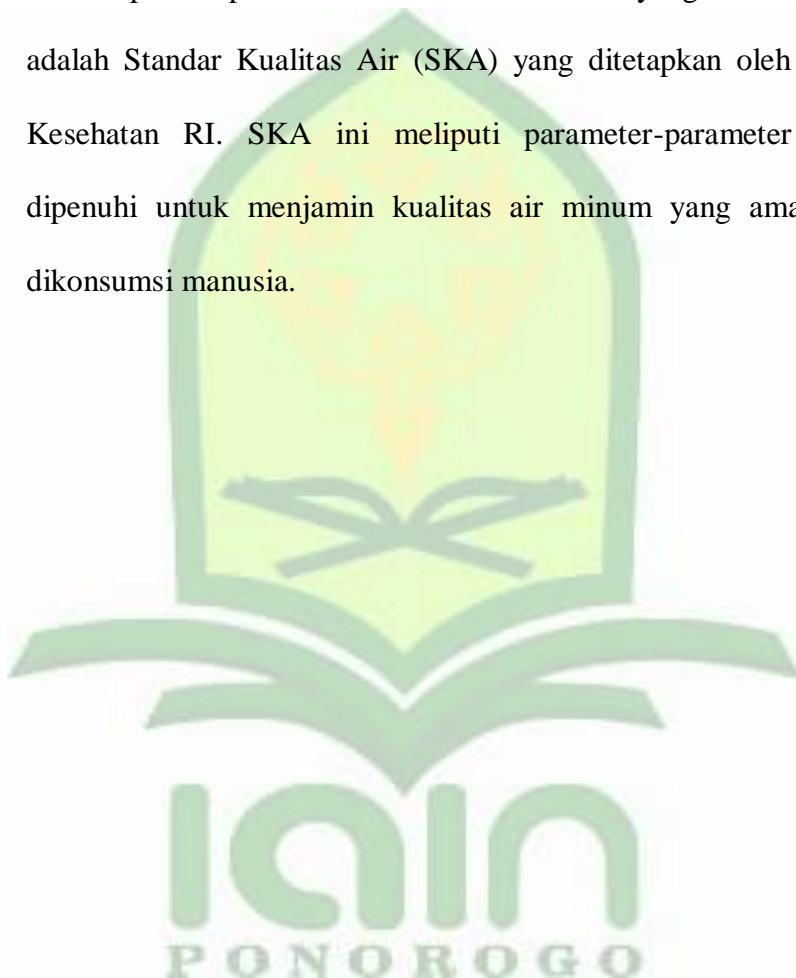 adalah Standar Kualitas Air (SKA) yang ditetapkan oleh
Kesehatan RI. SKA ini meliputi parameter-parameter
dipenuhi untuk menjamin kualitas air minum yang ama
dikonsumsi manusia.
iain
PONOROGO